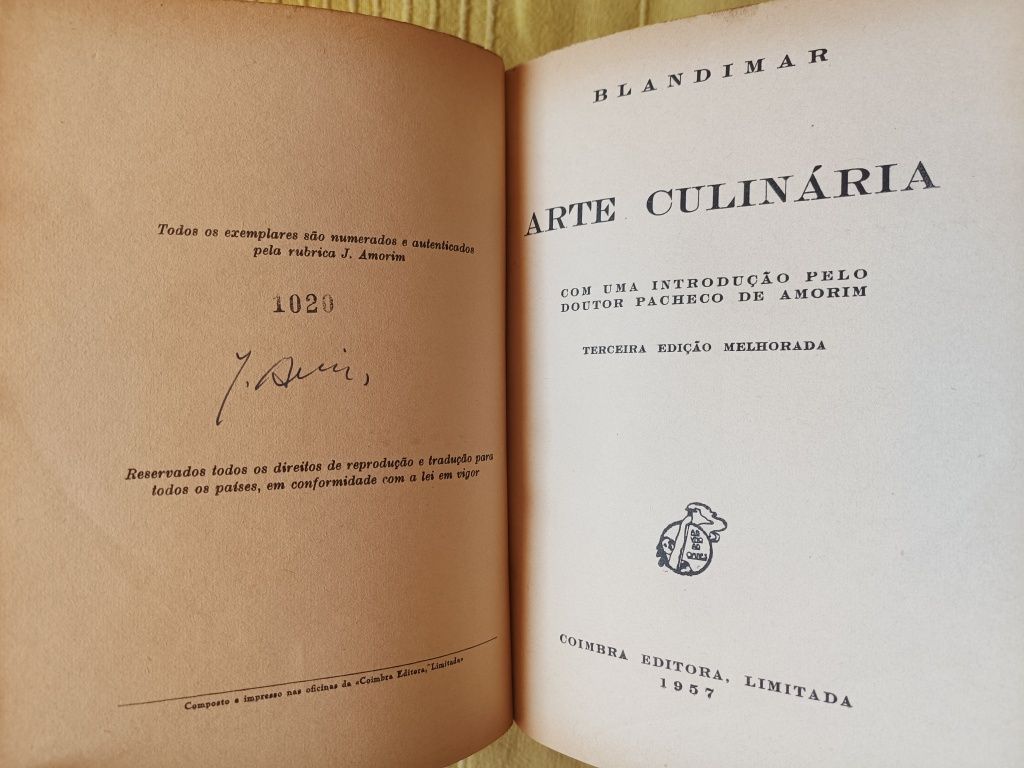 Todos os exemplares são numerados e autenticados
pela rubrica J. Amorim
1020
Reservados todos os direitos de reprodução e tradução para
todos os países, em conformidade com a lei em vigor
Composto e impresso nas oficinas da «Coimbra Editora, Limitada»
BLANDIMAR
ARTE CULINÁRIA
COM UMA INTRODUÇÃO PELO
DOUTOR PACHECO DE AMORIM
TERCEIRA EDIÇÃO MELHORADA
COIMBRA EDITORA, LIMITADA
1957